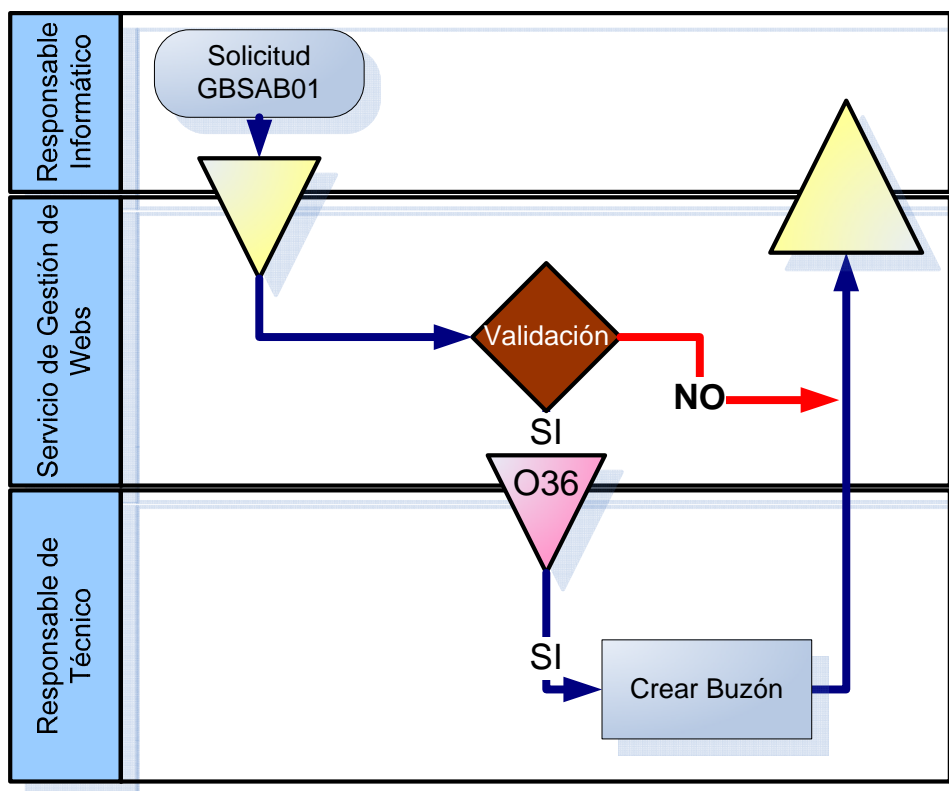 Responsable
Informático
Solicitud
GBSAB01
Servicio de Gestión de
Webs
Validación
NO
SI
O36
Responsable de
Técnico
SI
Crear Buzón